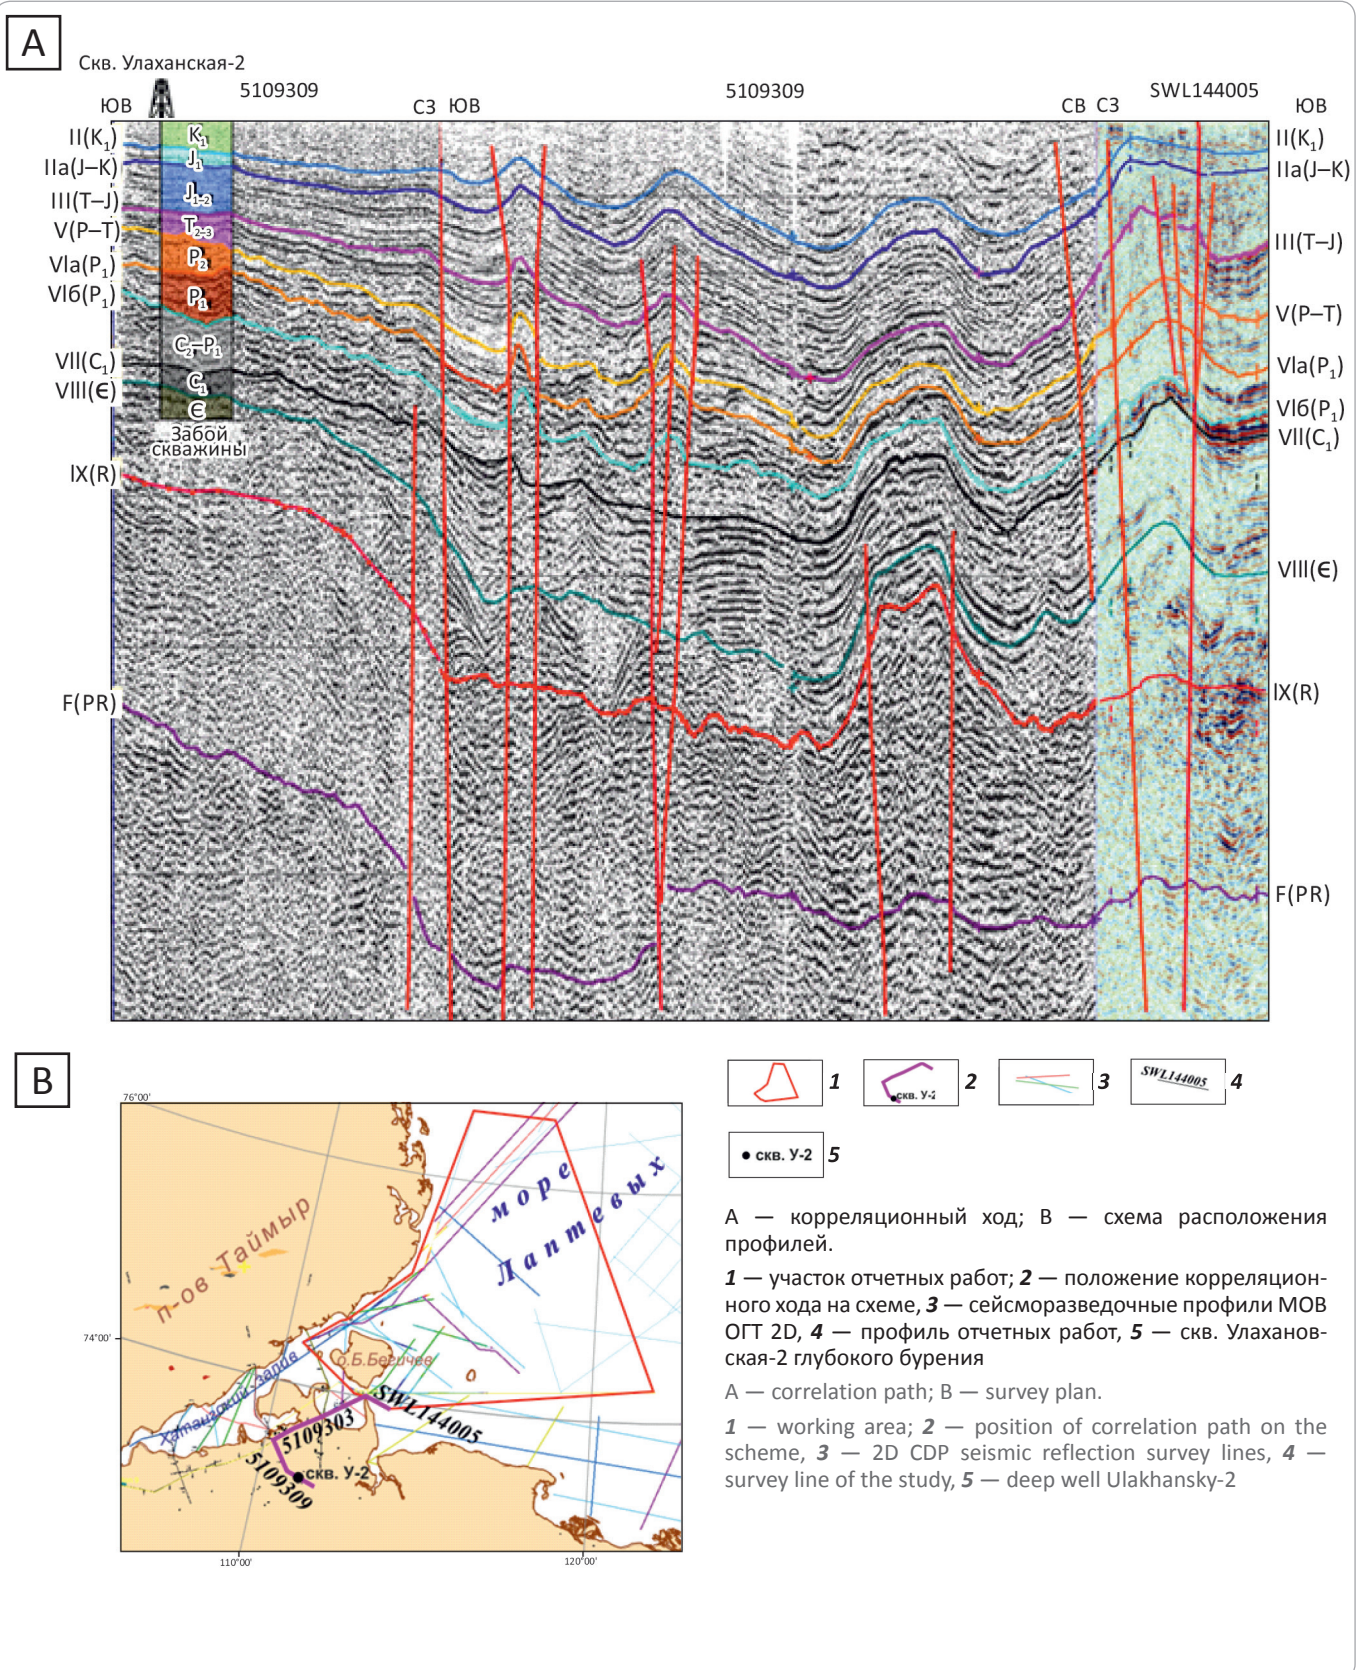 A
Скв. Улаханская-2
5109309
5109309
SWL144005
ЮВ
СЗ
ЮВ
СВ
СЗ
ЮВ
II(K₁)
IIa(J–K)
III(T–J)
V(P–T)
VIa(P₁)
VIб(P₁)
VII(C₁)
VIII(Є)
IX(R)
F(PR)
K₁
J₁
J₁₋₂
T₂₋₃
P₂
P₁
C₂–P₁
C₁
Є
Забой
скважины
II(K₁)
IIa(J–K)
III(T–J)
V(P–T)
VIa(P₁)
VIб(P₁)
VII(C₁)
VIII(Є)
IX(R)
F(PR)
B
76°00'
74°00'
110°00'
120°00'
п-ов Таймыр
море
Лаптевых
о.Б.Бегичев
Хатангский залив
SWL144005
5109303
5109309
скв. У-2
1
скв. У-2
2
3
SWL144005
4
скв. У-2
5
А — корреляционный ход; В — схема расположения
профилей.
1 — участок отчетных работ; 2 — положение корреляцион-
ного хода на схеме, 3 — сейсморазведочные профили МОВ
ОГТ 2D, 4 — профиль отчетных работ, 5 — скв. Улаханов-
ская-2 глубокого бурения
A — correlation path; B — survey plan.
1 — working area; 2 — position of correlation path on the
scheme, 3 — 2D CDP seismic reflection survey lines, 4 —
survey line of the study, 5 — deep well Ulakhansky-2